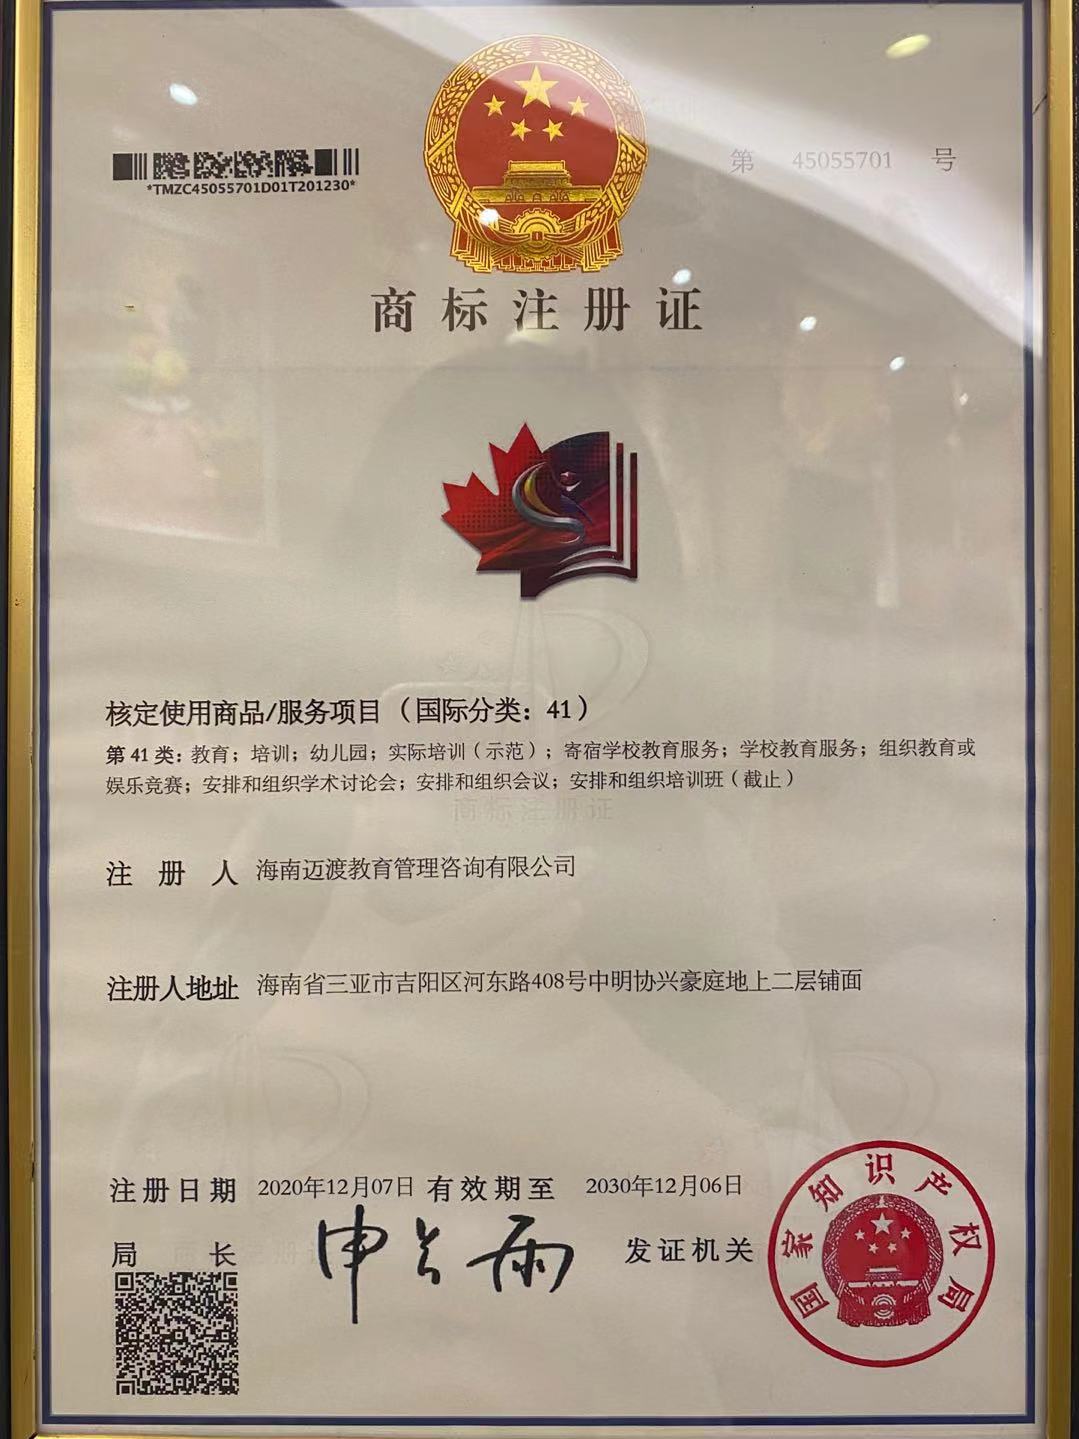 第 45055701 号
*TMZC45055701D01T201230*
商标注册证
核定使用商品/服务项目（国际分类：41）
第 41 类：教育；培训；幼儿园；实际培训（示范）；寄宿学校教育服务；学校教育服务；组织教育或
娱乐竞赛；安排和组织学术讨论会；安排和组织会议；安排和组织培训班（截止）
商标注册证
注册人 海南迈渡教育管理咨询有限公司
注册人地址 海南省三亚市吉阳区河东路408号中明协兴豪庭地上二层铺面
注册日期 2020年12月07日 有效期至 2030年12月06日
局长 申长雨 发证机关
国家知识产权局